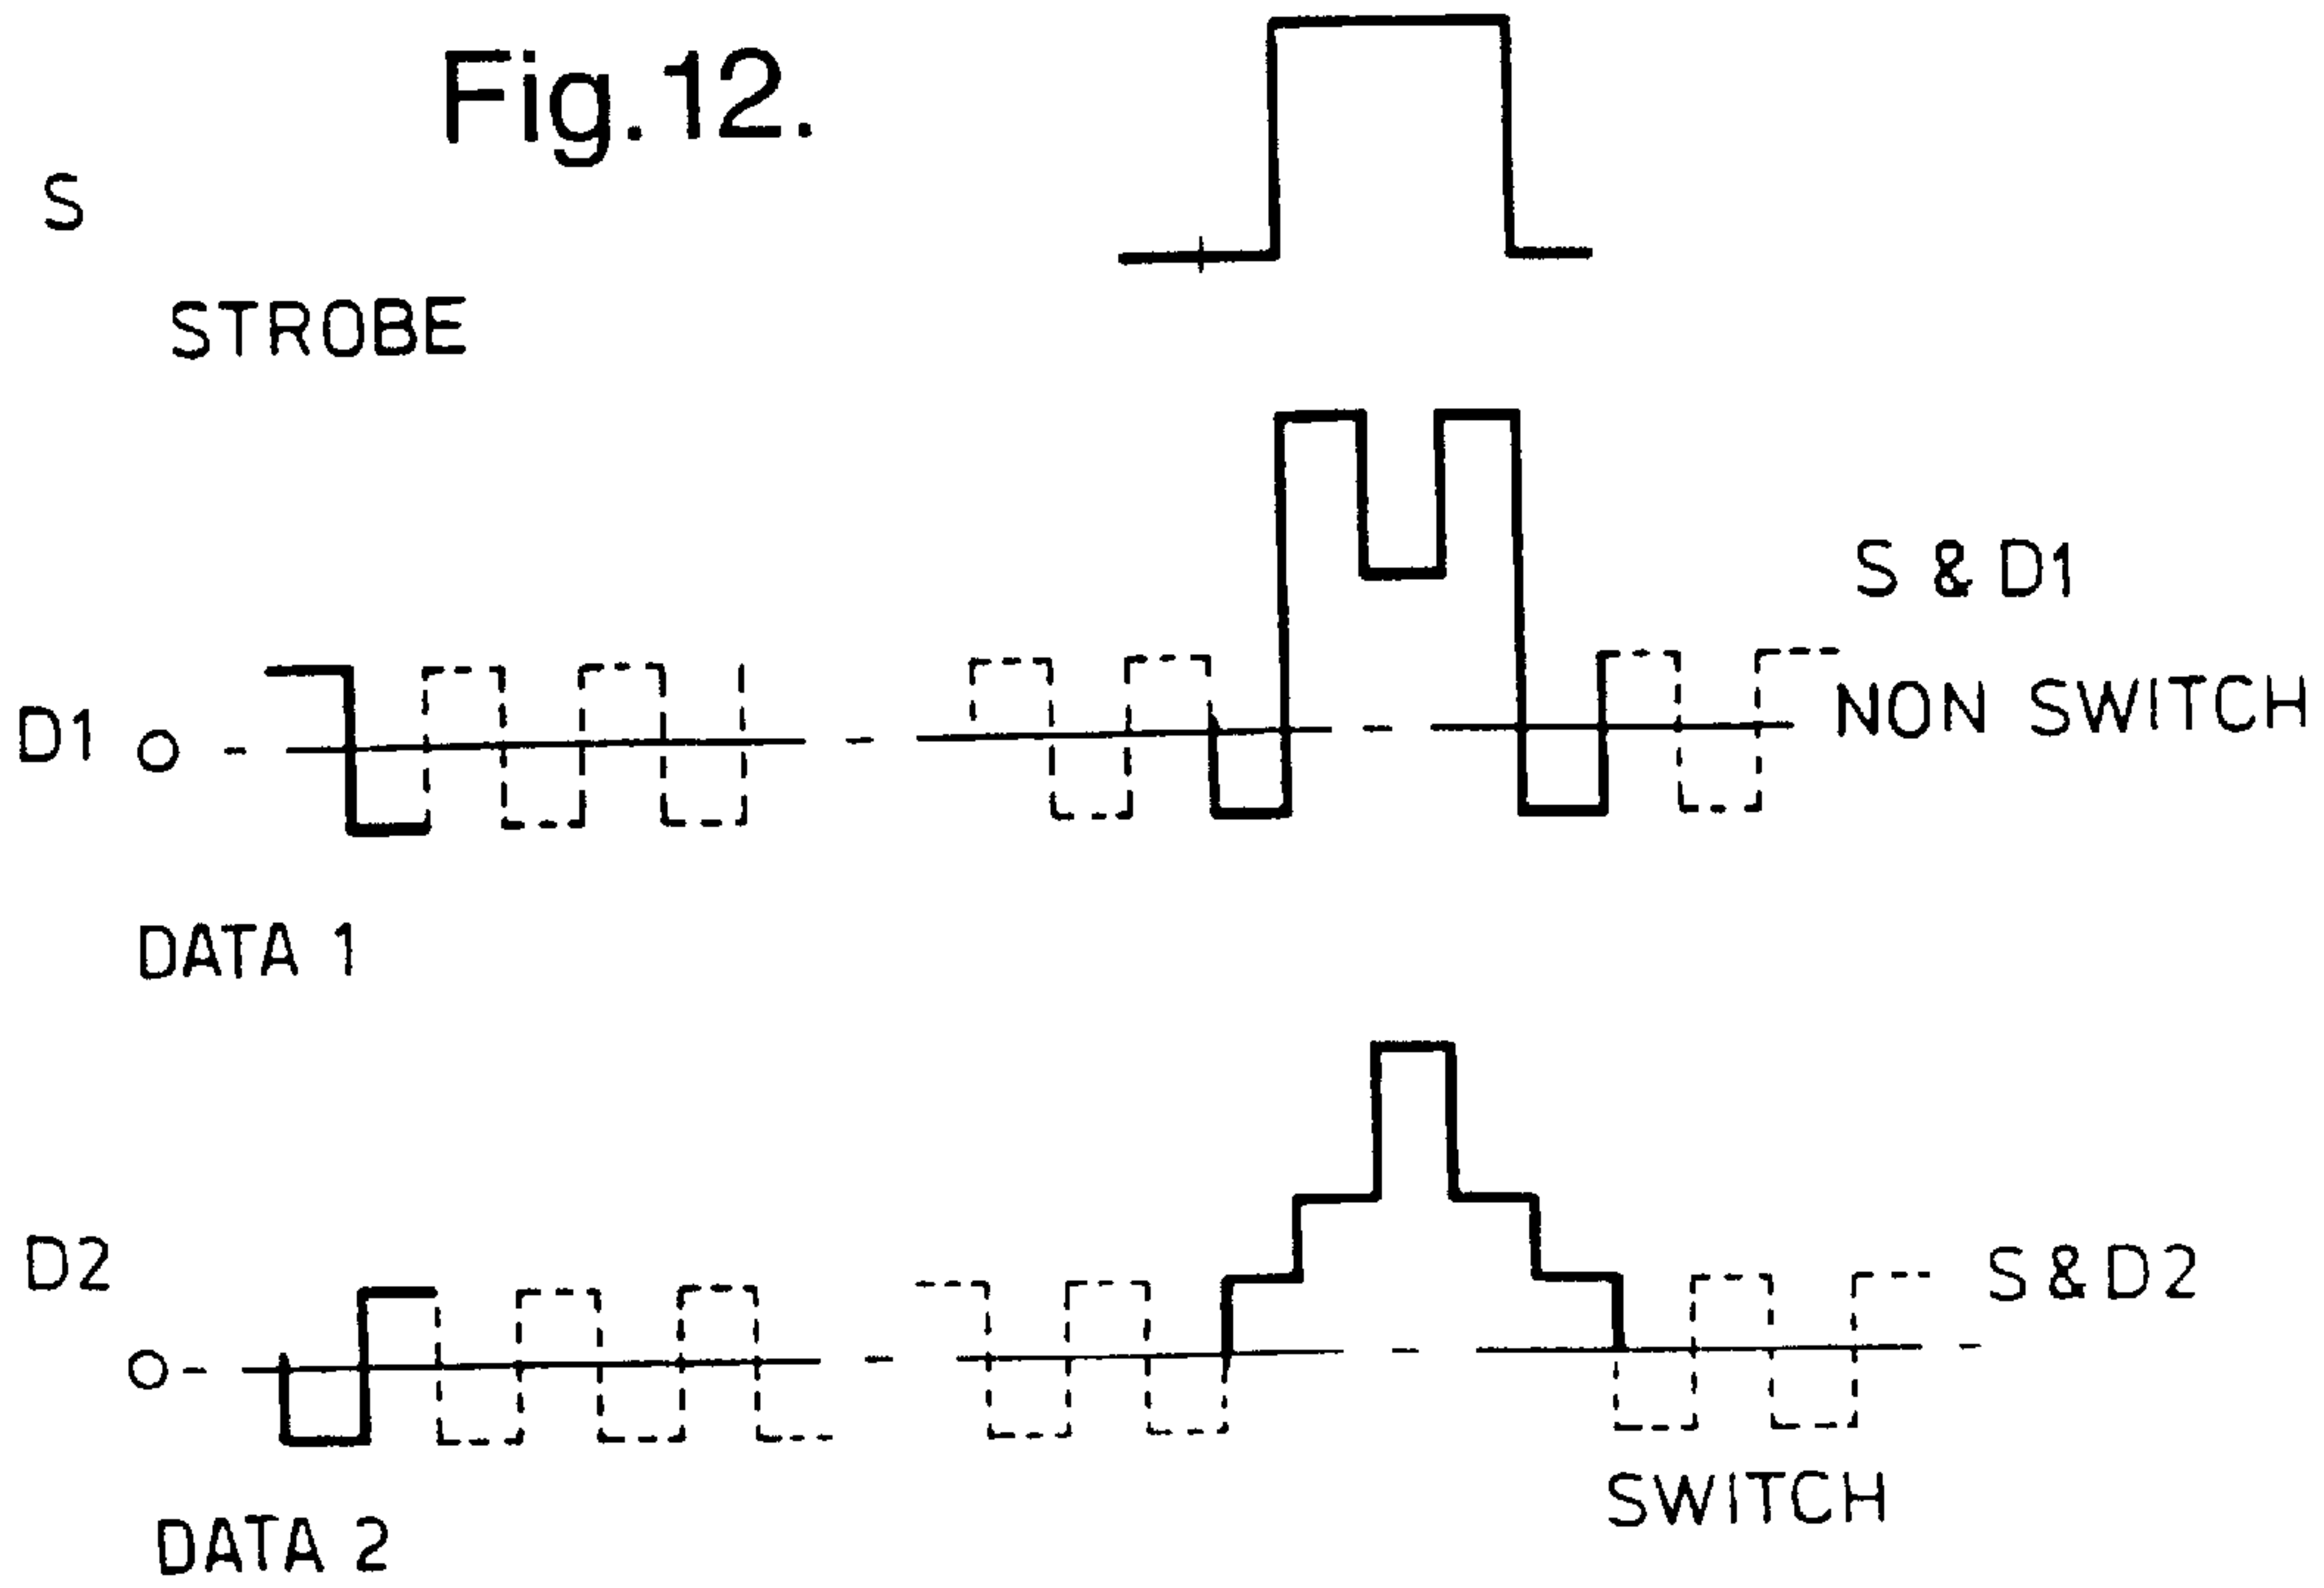 Fig.12.
S
STROBE
S & D1
D1 O
NON SWITCH
DATA 1
D2
S & D2
O
SWITCH
DATA 2